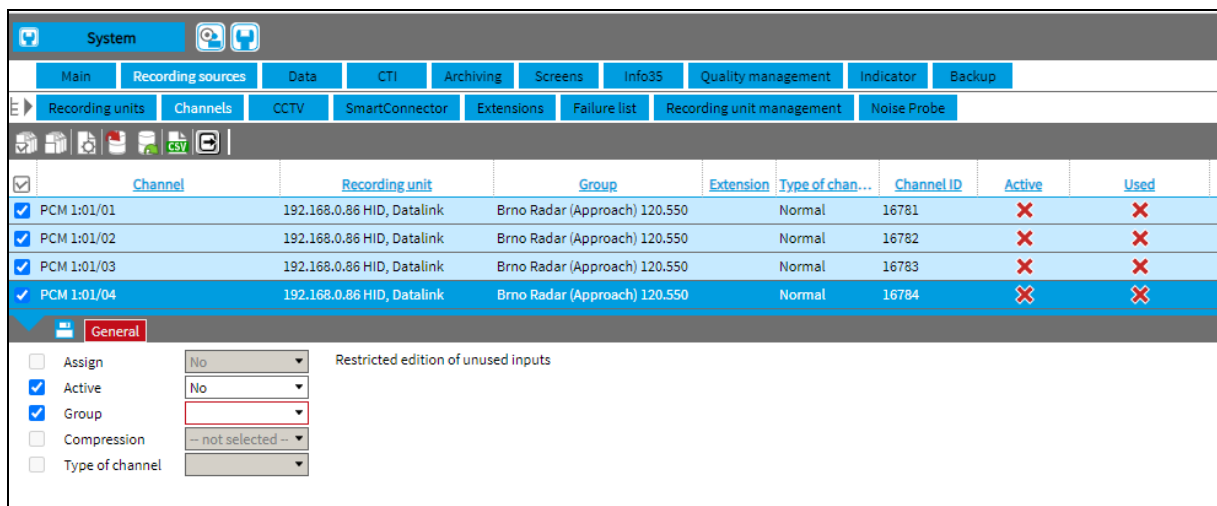 System
Main Recording sources Data CTI Archiving Screens Info35 Quality management Indicator Backup
Recording units Channels CCTV SmartConnector Extensions Failure list Recording unit management Noise Probe
CSV
Channel Recording unit Group Extension Type of chan... Channel ID Active Used
PCM 1:01/01 192.168.0.86 HID, Datalink Brno Radar (Approach) 120.550 Normal 16781
PCM 1:01/02 192.168.0.86 HID, Datalink Brno Radar (Approach) 120.550 Normal 16782
PCM 1:01/03 192.168.0.86 HID, Datalink Brno Radar (Approach) 120.550 Normal 16783
PCM 1:01/04 192.168.0.86 HID, Datalink Brno Radar (Approach) 120.550 Normal 16784
General
Assign No Restricted edition of unused inputs
Active No
Group
Compression -- not selected --
Type of channel